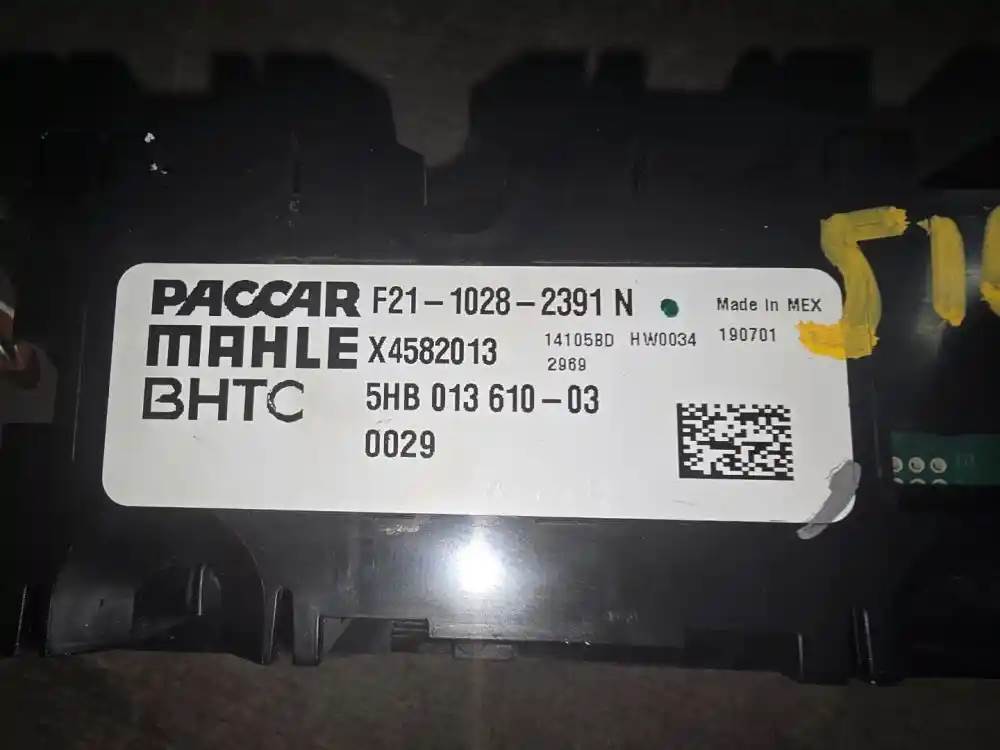 PACCAR F21-1028-2391 N Made In MEX
MAHLE X4582013 14105BD HW0034 190701
2969
BHTC 5HB 013 610-03
0029